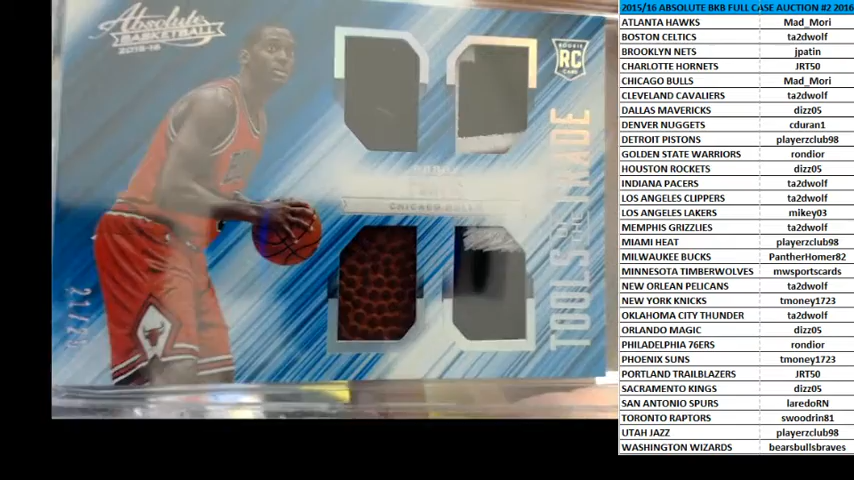 Absolute
BASKETBALL
2015-16
ROOKIE
RC
CARD
BOBBY
PORTIS
CHICAGO BULLS
TOOLS OF THE TRADE
21/25
2015/16 ABSOLUTE BKB FULL CASE AUCTION #2 2016
ATLANTA HAWKS Mad_Mori
BOSTON CELTICS ta2dwolf
BROOKLYN NETS jpatin
CHARLOTTE HORNETS JRT50
CHICAGO BULLS Mad_Mori
CLEVELAND CAVALIERS ta2dwolf
DALLAS MAVERICKS dizz05
DENVER NUGGETS cduran1
DETROIT PISTONS playerzclub98
GOLDEN STATE WARRIORS rondior
HOUSTON ROCKETS dizz05
INDIANA PACERS ta2dwolf
LOS ANGELES CLIPPERS ta2dwolf
LOS ANGELES LAKERS mikey03
MEMPHIS GRIZZLIES ta2dwolf
MIAMI HEAT playerzclub98
MILWAUKEE BUCKS PantherHomer82
MINNESOTA TIMBERWOLVES mwsportscards
NEW ORLEAN PELICANS ta2dwolf
NEW YORK KNICKS tmoney1723
OKLAHOMA CITY THUNDER ta2dwolf
ORLANDO MAGIC dizz05
PHILADELPHIA 76ERS rondior
PHOENIX SUNS tmoney1723
PORTLAND TRAILBLAZERS JRT50
SACRAMENTO KINGS dizz05
SAN ANTONIO SPURS laredoRN
TORONTO RAPTORS swoodrin81
UTAH JAZZ playerzclub98
WASHINGTON WIZARDS bearsbullsbraves